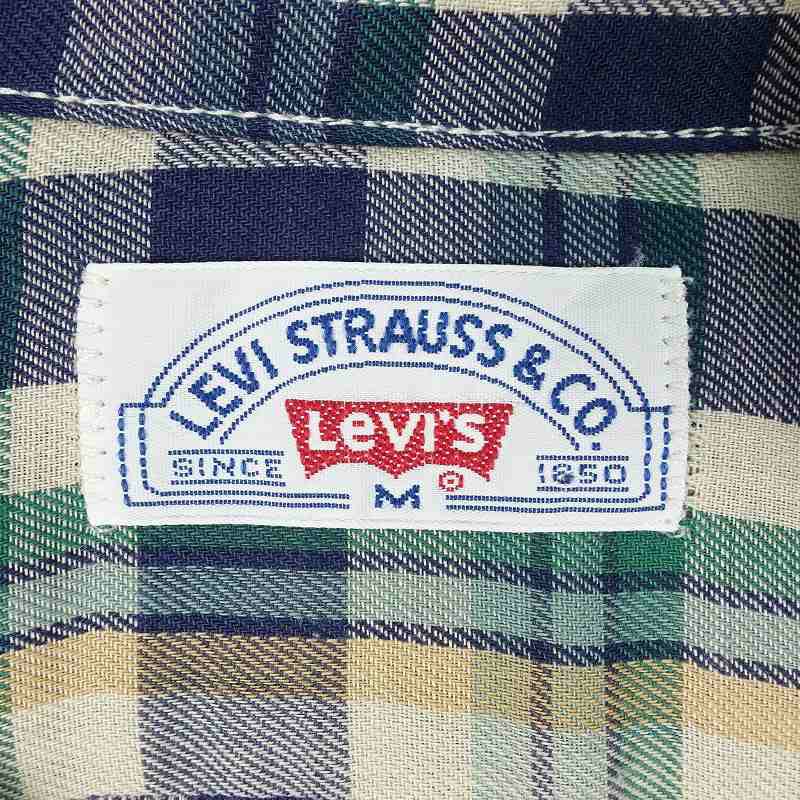 LEVI STRAUSS & CO.
LEVI'S
SINCE 1850
M ®